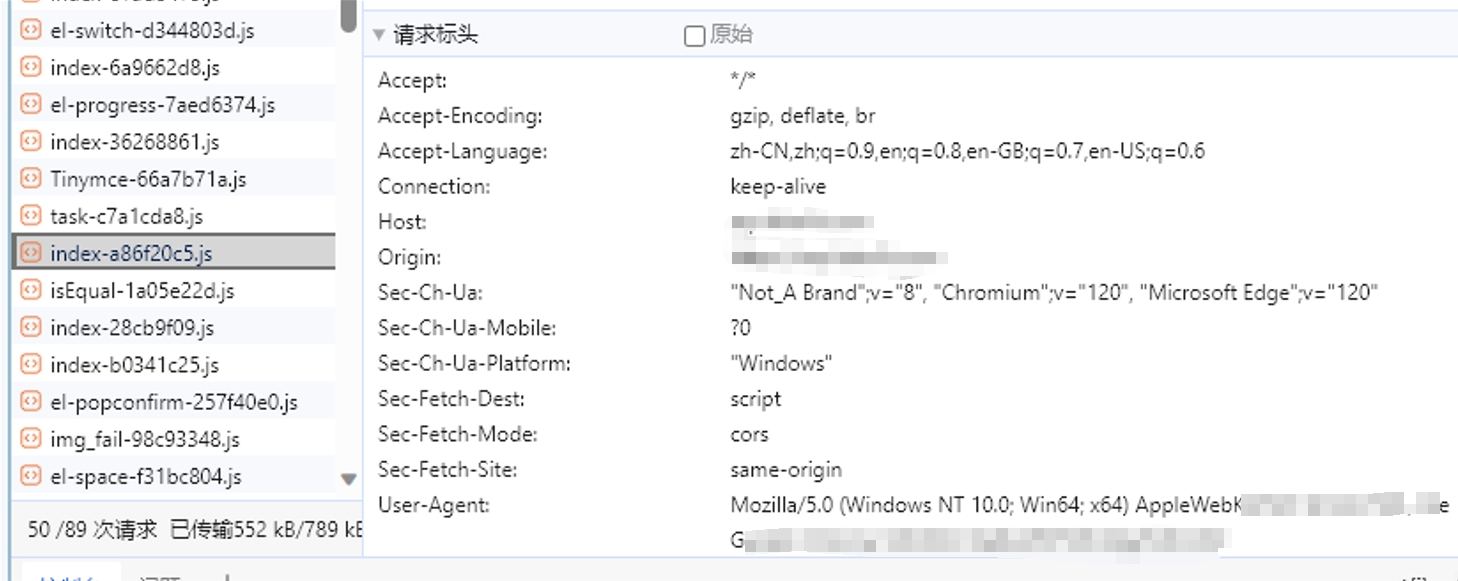 el-switch-d344803d.js
index-6a9662d8.js
el-progress-7aed6374.js
index-36268861.js
Tinymce-66a7b71a.js
task-c7a1cda8.js
index-a86f20c5.js
isEqual-1a05e22d.js
index-28cb9f09.js
index-b0341c25.js
el-popconfirm-257f40e0.js
img_fail-98c93348.js
el-space-f31bc804.js
50 /89 次请求 已传输552 kB/789 kB
请求标头 原始
Accept: */*
Accept-Encoding: gzip, deflate, br
Accept-Language: zh-CN,zh;q=0.9,en;q=0.8,en-GB;q=0.7,en-US;q=0.6
Connection: keep-alive
Host:
Origin:
Sec-Ch-Ua: "Not_A Brand";v="8", "Chromium";v="120", "Microsoft Edge";v="120"
Sec-Ch-Ua-Mobile: ?0
Sec-Ch-Ua-Platform: "Windows"
Sec-Fetch-Dest: script
Sec-Fetch-Mode: cors
Sec-Fetch-Site: same-origin
User-Agent: Mozilla/5.0 (Windows NT 10.0; Win64; x64)